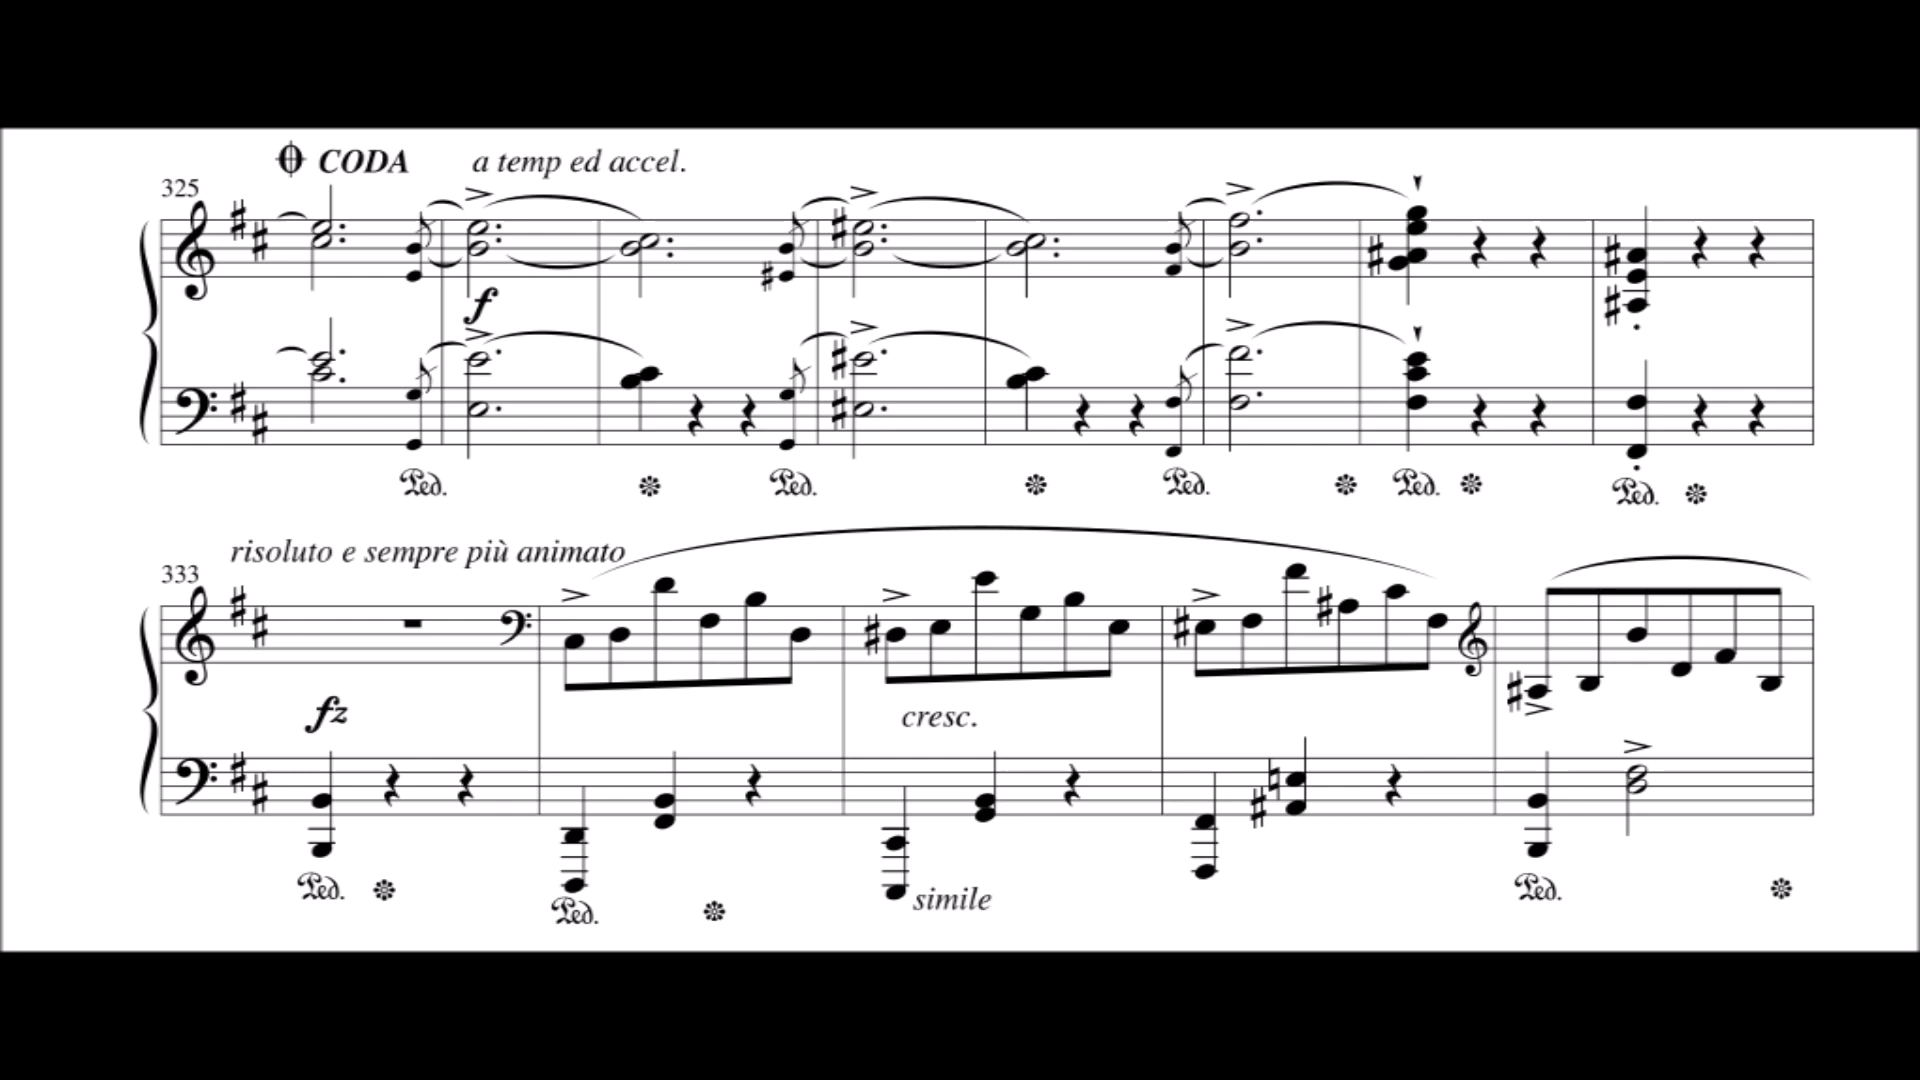 CODA a temp ed accel.
325
f
Ped. Ped. Ped. Ped. Ped.
risoluto e sempre più animato
333
fz
cresc.
Ped. Ped. simile Ped.